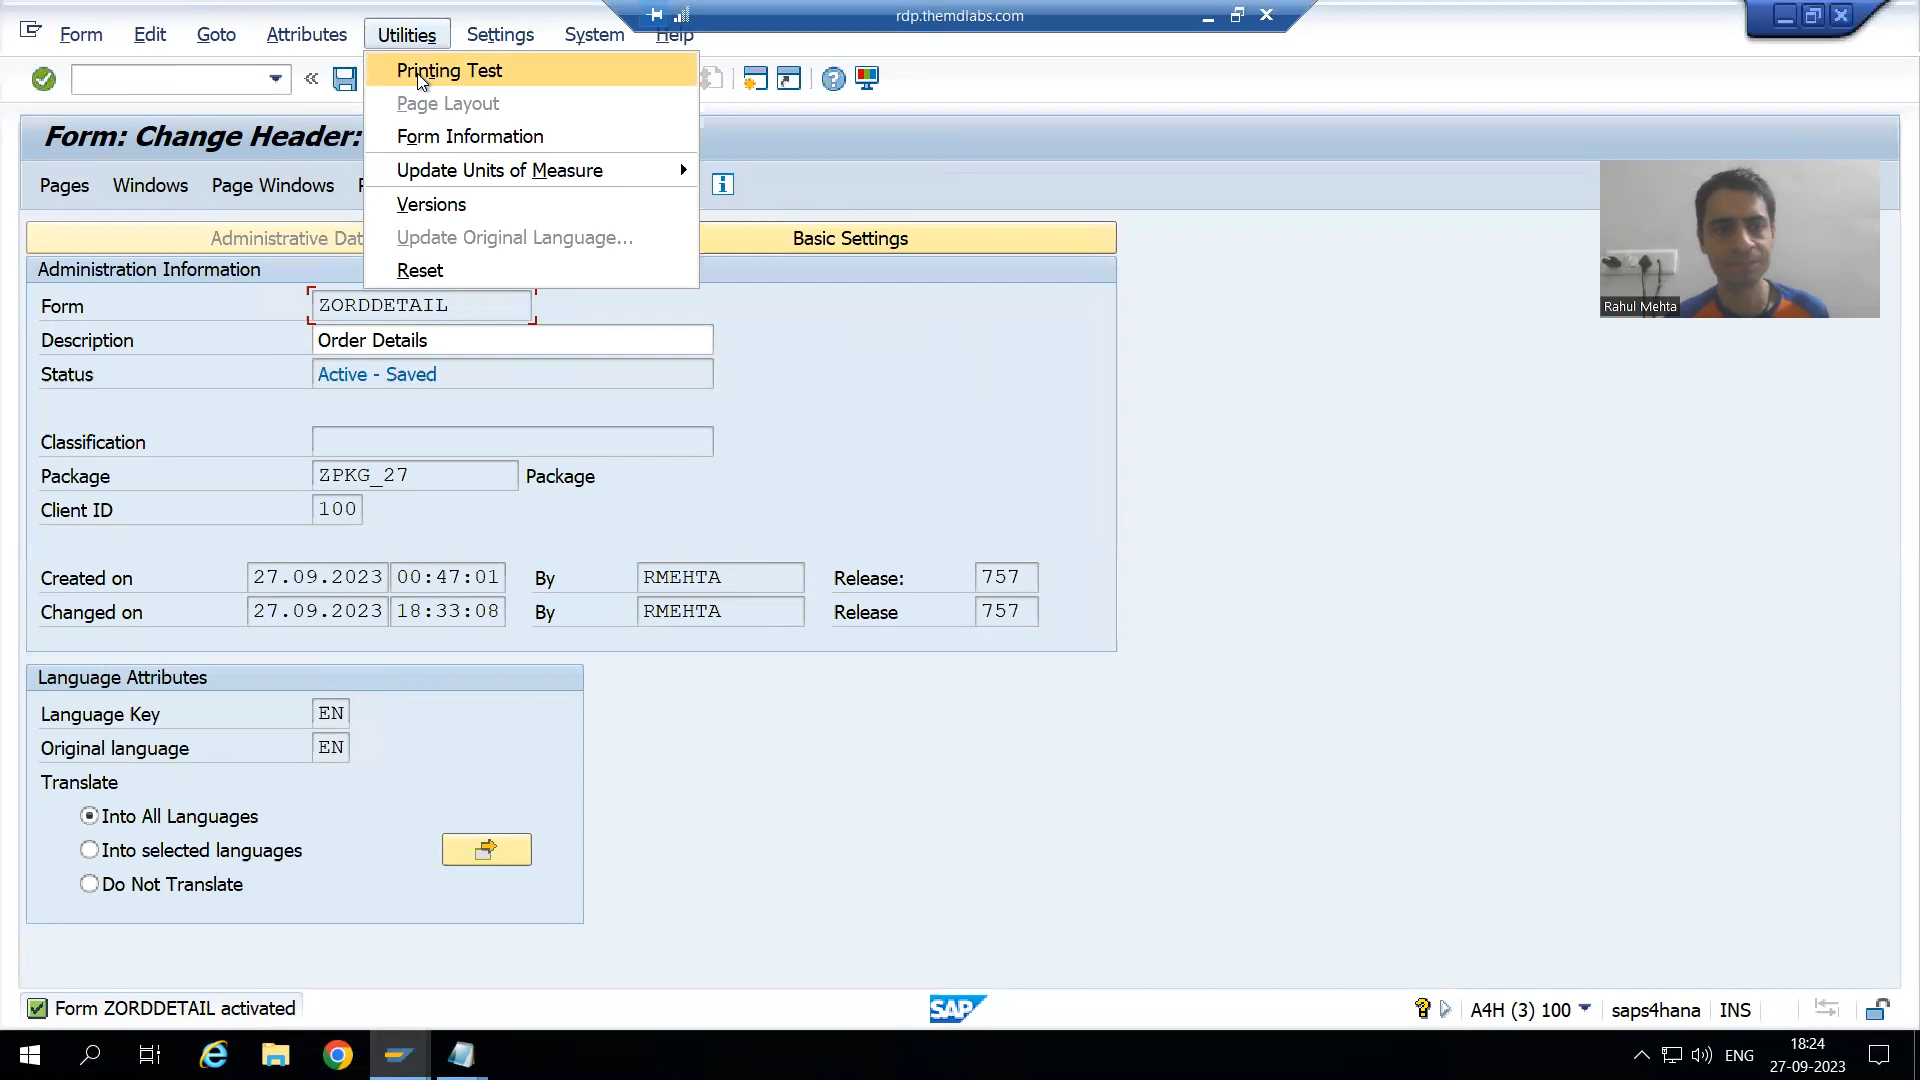 rdp.themdlabs.com
Form Edit Goto Attributes Utilities Settings System Help
Printing Test
Page Layout
Form Information
Update Units of Measure
Versions
Update Original Language...
Reset
Form: Change Header:
Pages Windows Page Windows
Administrative Dat
Basic Settings
Administration Information
Form ZORDDETAIL
Description Order Details
Status Active - Saved
Classification
Package ZPKG_27 Package
Client ID 100
Created on 27.09.2023 00:47:01 By RMEHTA Release: 757
Changed on 27.09.2023 18:33:08 By RMEHTA Release 757
Language Attributes
Language Key EN
Original language EN
Translate
Into All Languages
Into selected languages
Do Not Translate
Rahul Mehta
Form ZORDDETAIL activated
SAP
A4H (3) 100 saps4hana INS
ENG
18:24
27-09-2023